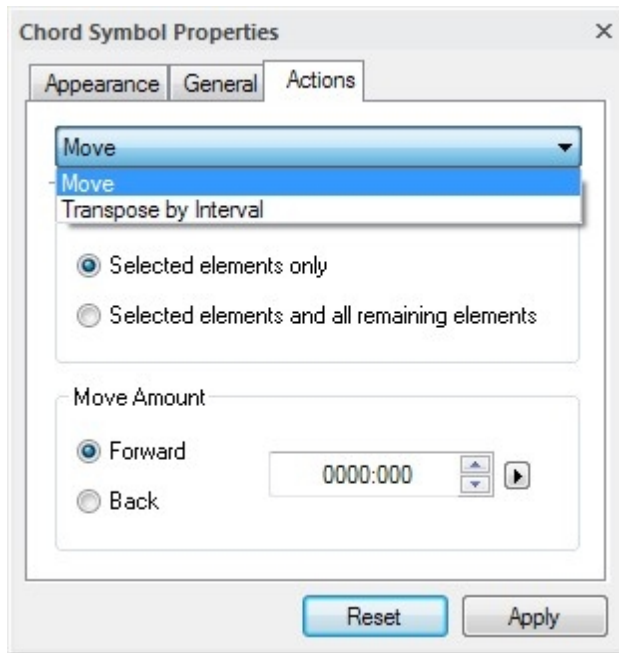 Chord Symbol Properties
Appearance General Actions
Move
Move
Transpose by Interval
Selected elements only
Selected elements and all remaining elements
Move Amount
Forward
0000:000
Back
Reset Apply